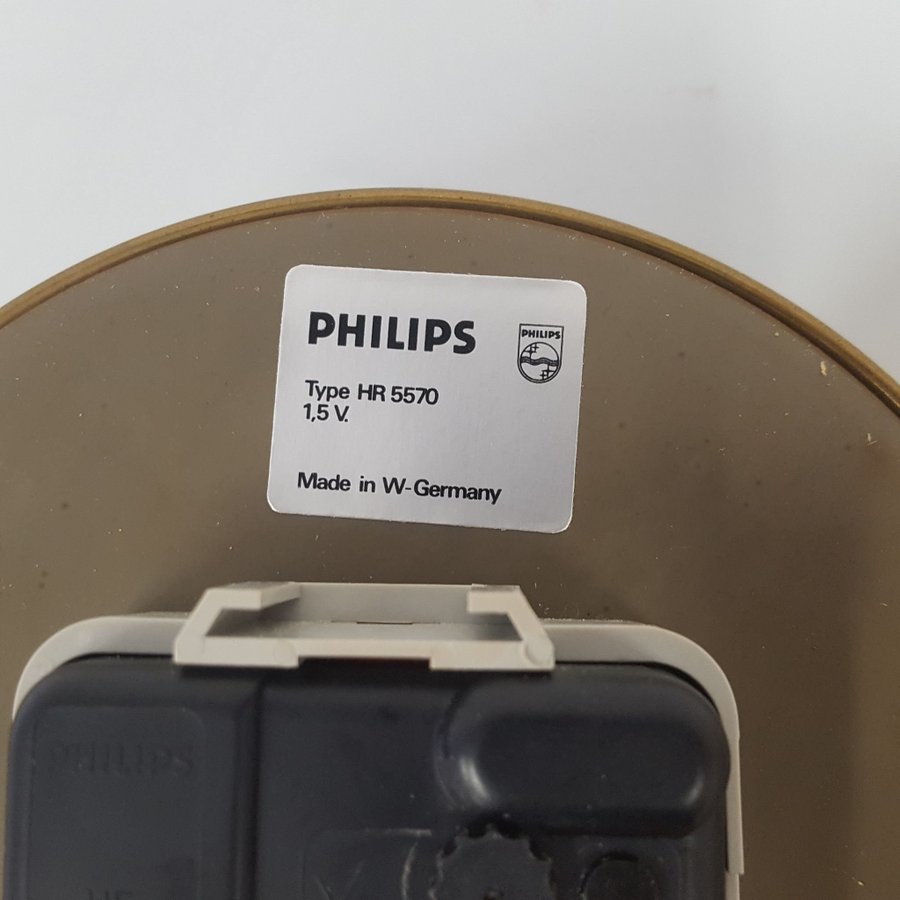 PHILIPS
PHILIPS
Type HR 5570
1,5 V.
Made in W-Germany
PHILIPS